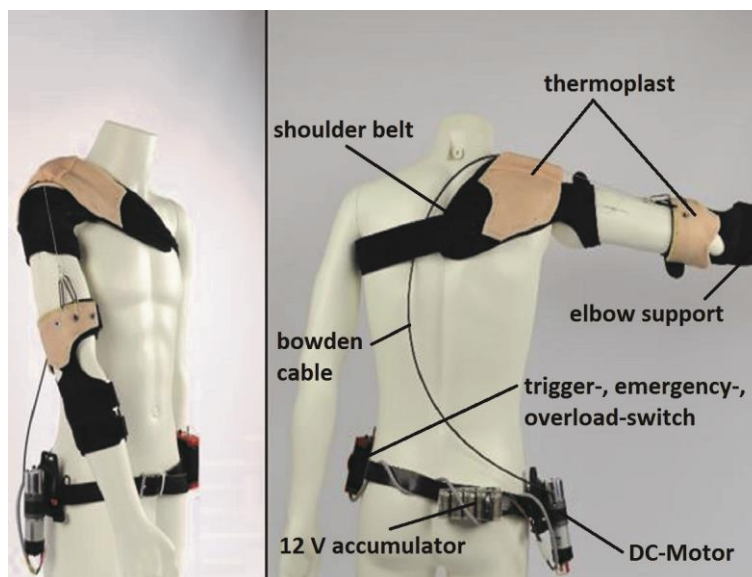 thermoplast
shoulder belt
elbow support
bowden
cable
trigger-, emergency-,
overload-switch
12 V accumulator
DC-Motor